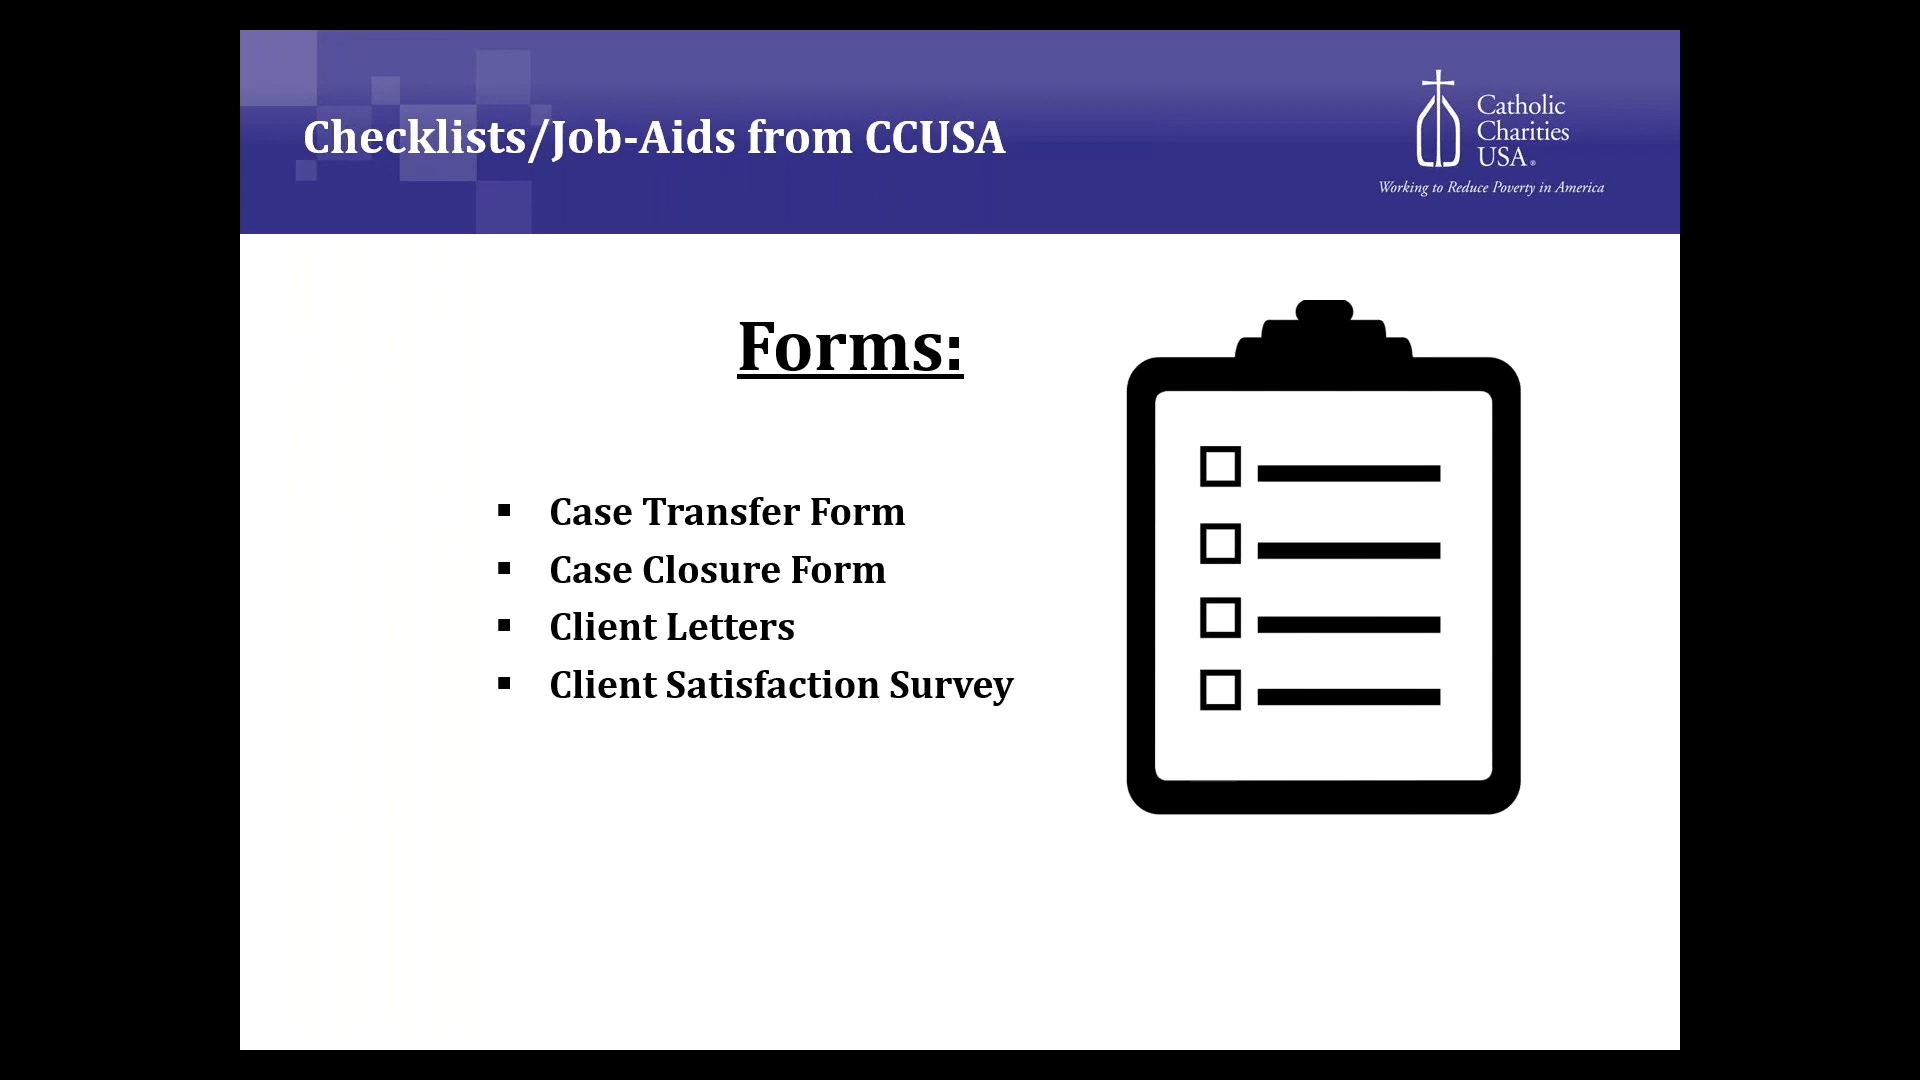 Checklists/Job-Aids from CCUSA
Catholic
Charities
USA®
Working to Reduce Poverty in America
Forms:
▪ Case Transfer Form
▪ Case Closure Form
▪ Client Letters
▪ Client Satisfaction Survey